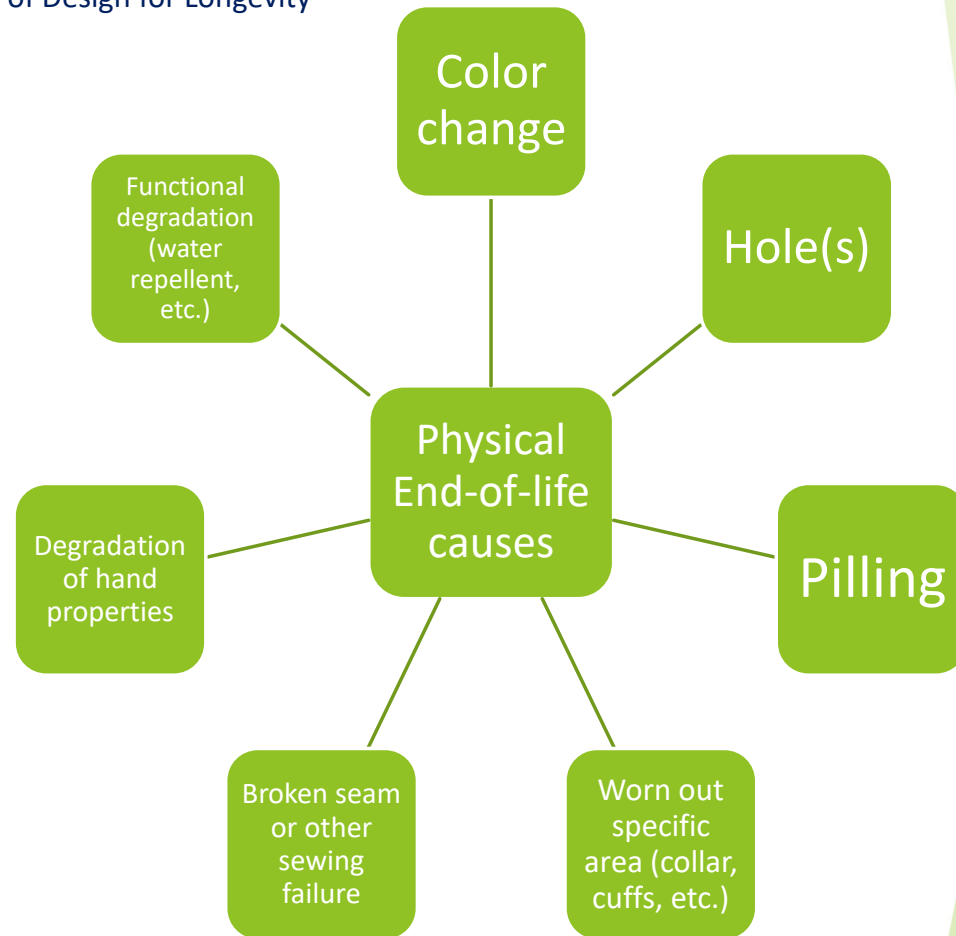 of Design for Longevity
Color
change
Hole(s)
Pilling
Worn out
specific
area (collar,
cuffs, etc.)
Broken seam
or other
sewing
failure
Degradation
of hand
properties
Functional
degradation
(water
repellent,
etc.)
Physical
End-of-life
causes